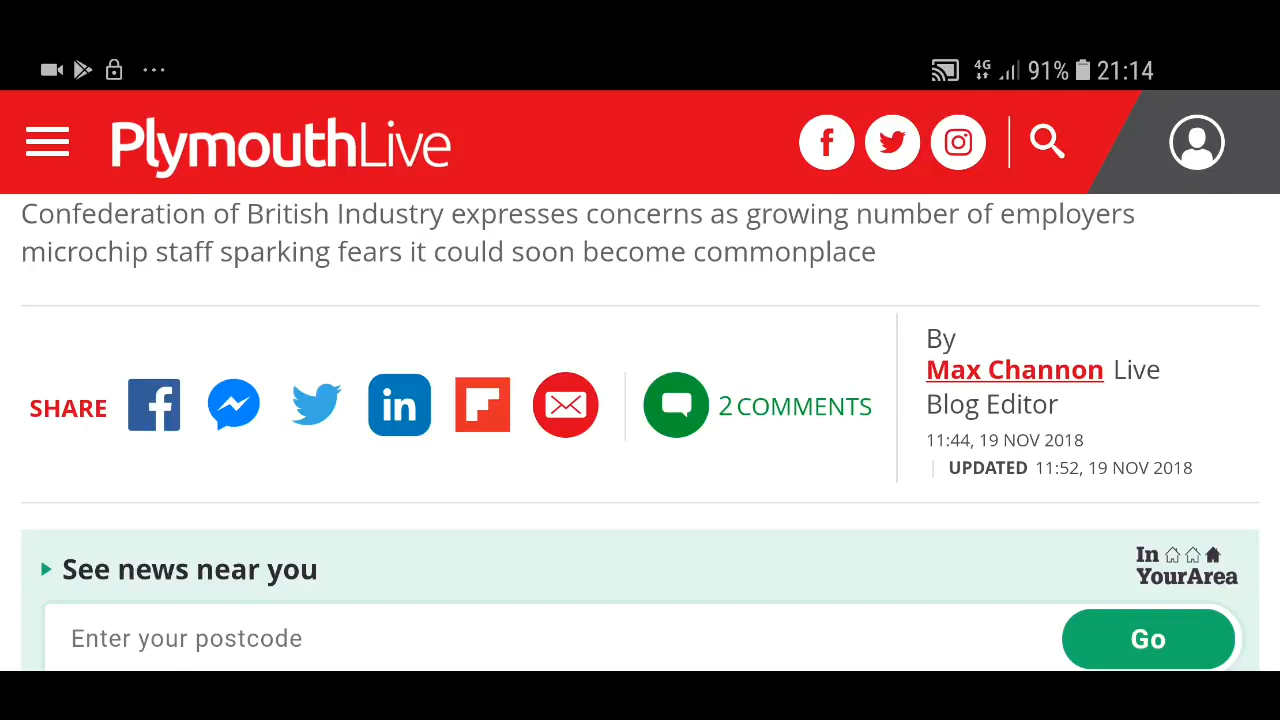 4G 91% 21:14
PlymouthLive
Confederation of British Industry expresses concerns as growing number of employers
microchip staff sparking fears it could soon become commonplace
SHARE
2 COMMENTS
By
Max Channon Live
Blog Editor
11:44, 19 NOV 2018
UPDATED 11:52, 19 NOV 2018
See news near you
In
YourArea
Enter your postcode
Go